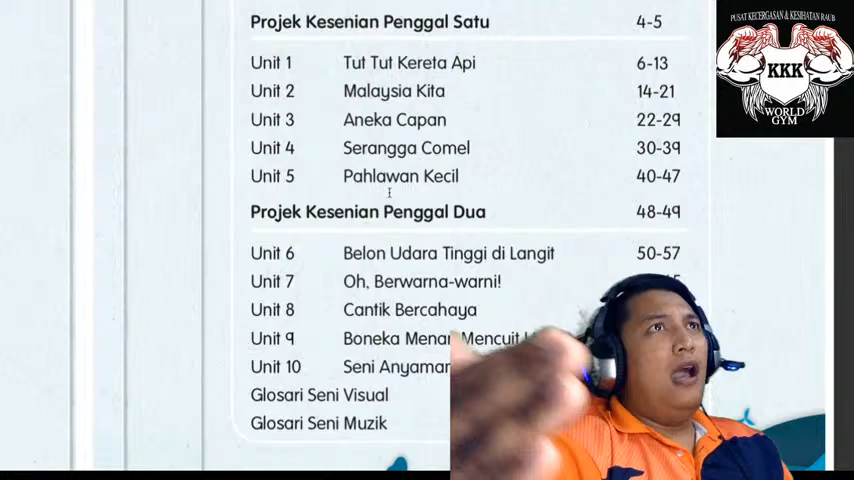 Projek Kesenian Penggal Satu 4-5
Unit 1 Tut Tut Kereta Api 6-13
Unit 2 Malaysia Kita 14-21
Unit 3 Aneka Capan 22-29
Unit 4 Serangga Comel 30-39
Unit 5 Pahlawan Kecil 40-47
Projek Kesenian Penggal Dua 48-49
Unit 6 Belon Udara Tinggi di Langit 50-57
Unit 7 Oh, Berwarna-warni!
Unit 8 Cantik Bercahaya
Unit 9 Boneka Menari Mencuit
Unit 10 Seni Anyaman
Glosari Seni Visual
Glosari Seni Muzik
PUSAT KECERGASAN & KESIHATAN RAUB
KKK
WORLD
GYM